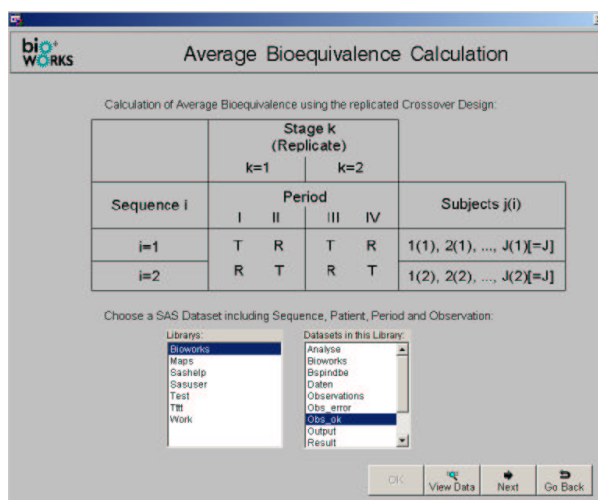 bio+
WORKS
Average Bioequivalence Calculation
Calculation of Average Bioequivalence using the replicated Crossover Design:
Stage k
(Replicate)
k=1 k=2
Sequence i Period Subjects j(i)
I II III IV
i=1 T R T R 1(1), 2(1), ..., J(1)[=J]
i=2 R T R T 1(2), 2(2), ..., J(2)[=J]
Choose a SAS Dataset including Sequence, Patient, Period and Observation:
Librarys:
Bioworks
Maps
Sashelp
Sasuser
Test
Tttt
Work
Datasets in this Library:
Analyse
Bioworks
Bspindbe
Daten
Observations
Obs_error
Obs_ok
Output
Result
OK View Data Next Go Back